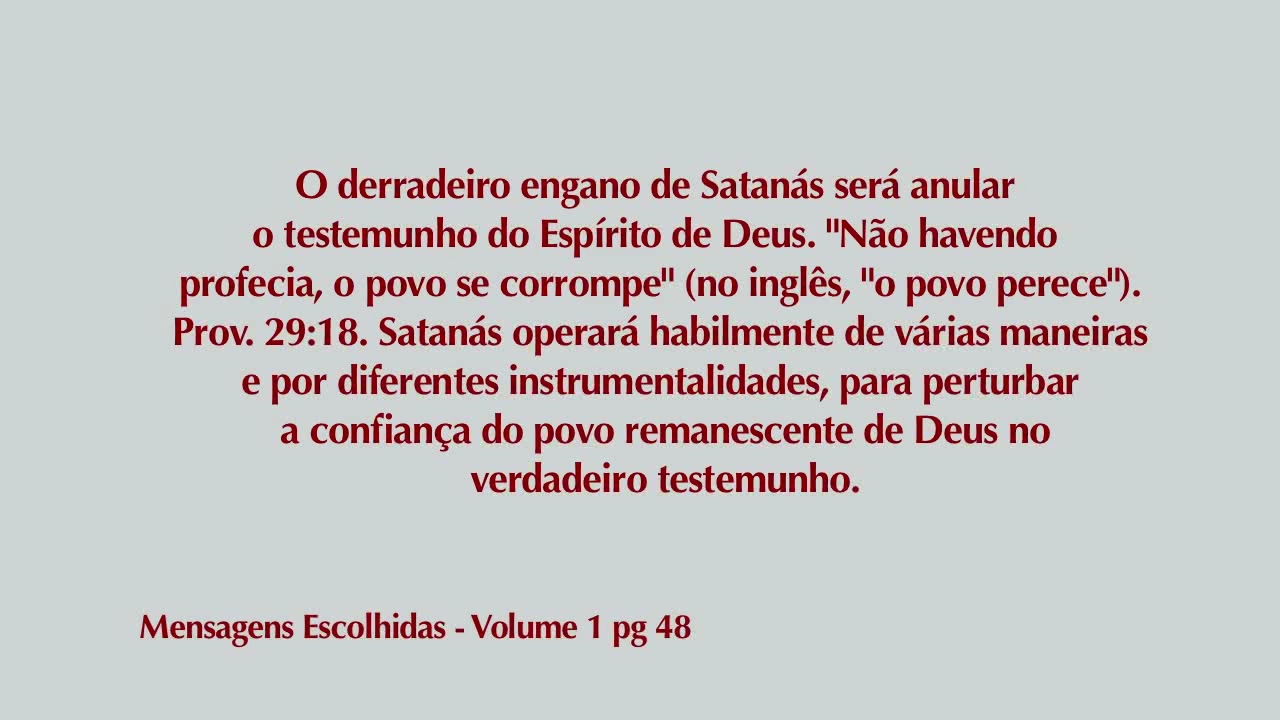 O derradeiro engano de Satanás será anular
o testemunho do Espírito de Deus. "Não havendo
profecia, o povo se corrompe" (no inglês, "o povo perece").
Prov. 29:18. Satanás operará habilmente de várias maneiras
e por diferentes instrumentalidades, para perturbar
a confiança do povo remanescente de Deus no
verdadeiro testemunho.
Mensagens Escolhidas - Volume 1 pg 48